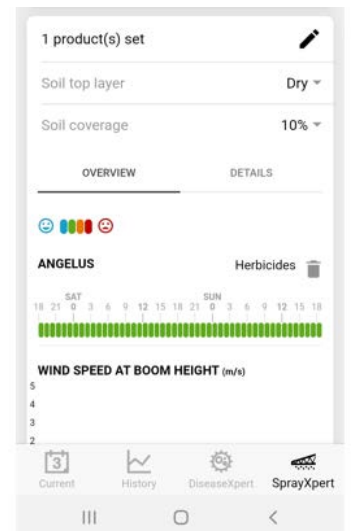 1 product(s) set
Soil top layer Dry
Soil coverage 10%
OVERVIEW DETAILS
ANGELUS Herbicides
SAT SUN
18 21 0 3 6 9 12 15 18 21 0 3 6 9 12 15 18
WIND SPEED AT BOOM HEIGHT (m/s)
5
4
3
2
3
Current History DiseaseXpert SprayXpert